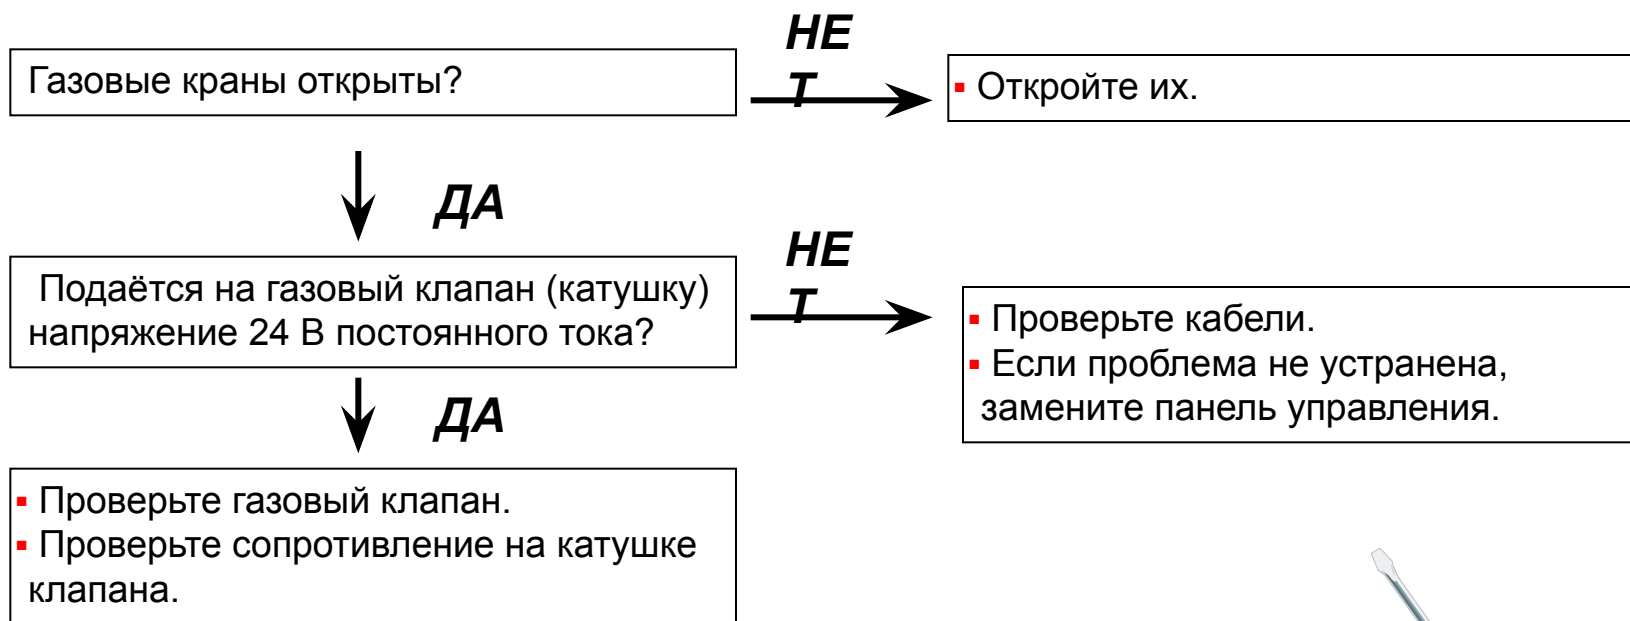 НЕ
Т
Газовые краны открыты?
▪ Откройте их.
ДА
НЕ
Т
Подаётся на газовый клапан (катушку)
напряжение 24 В постоянного тока?
▪ Проверьте кабели.
▪ Если проблема не устранена,
замените панель управления.
ДА
▪ Проверьте газовый клапан.
▪ Проверьте сопротивление на катушке
клапана.